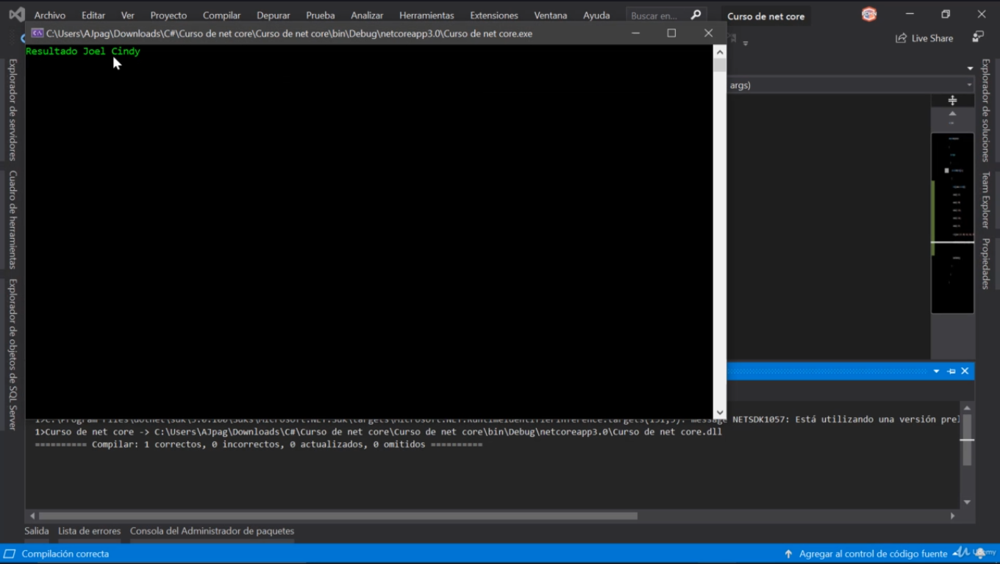 Archivo Editar Ver Proyecto Compilar Depurar Prueba Analizar Herramientas Extensiones Ventana Ayuda Buscar en... Curso de net core
C:\Users\AJpag\Downloads\C#\Curso de net core\Curso de net core\bin\Debug\netcoreapp3.0\Curso de net core.exe
Live Share
Resultado Joel Cindy
args)
Explorador de servidores
Cuadro de herramientas
Explorador de objetos de SQL Server
Explorador de soluciones
Team Explorer
Propiedades
message NETSDK1057: Está utilizando una versión prel
1>Curso de net core -> C:\Users\AJpag\Downloads\C#\Curso de net core\Curso de net core\bin\Debug\netcoreapp3.0\Curso de net core.dll
========== Compilar: 1 correctos, 0 incorrectos, 0 actualizados, 0 omitidos ==========
Salida Lista de errores Consola del Administrador de paquetes
Compilación correcta
Agregar al control de código fuente